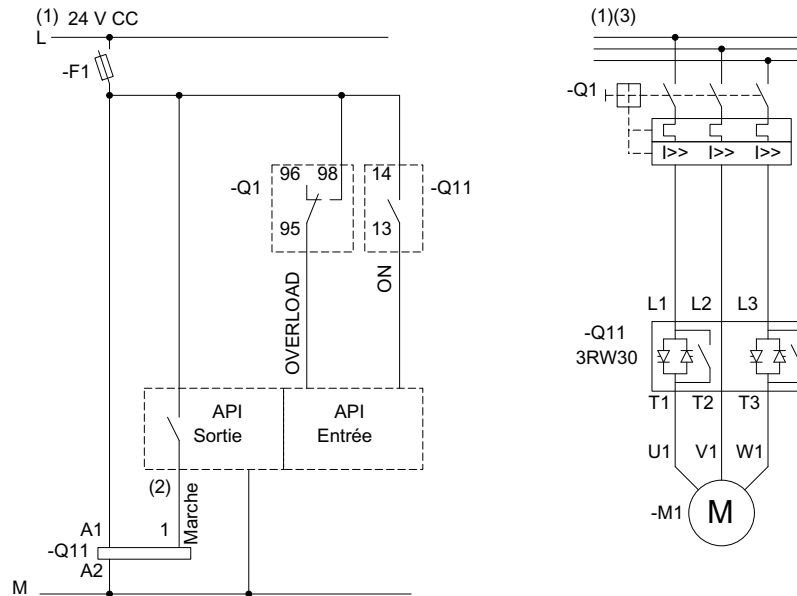 (1) 24 V CC
L
-F1
-Q1
96 98
95
14
13
-Q11
OVERLOAD
ON
API
Sortie
API
Entrée
(2)
Marche
A1
1
-Q11
A2
M
(1)(3)
-Q1
I>> I>> I>>
L1 L2 L3
-Q11
3RW30
T1 T2 T3
U1 V1 W1
-M1
M